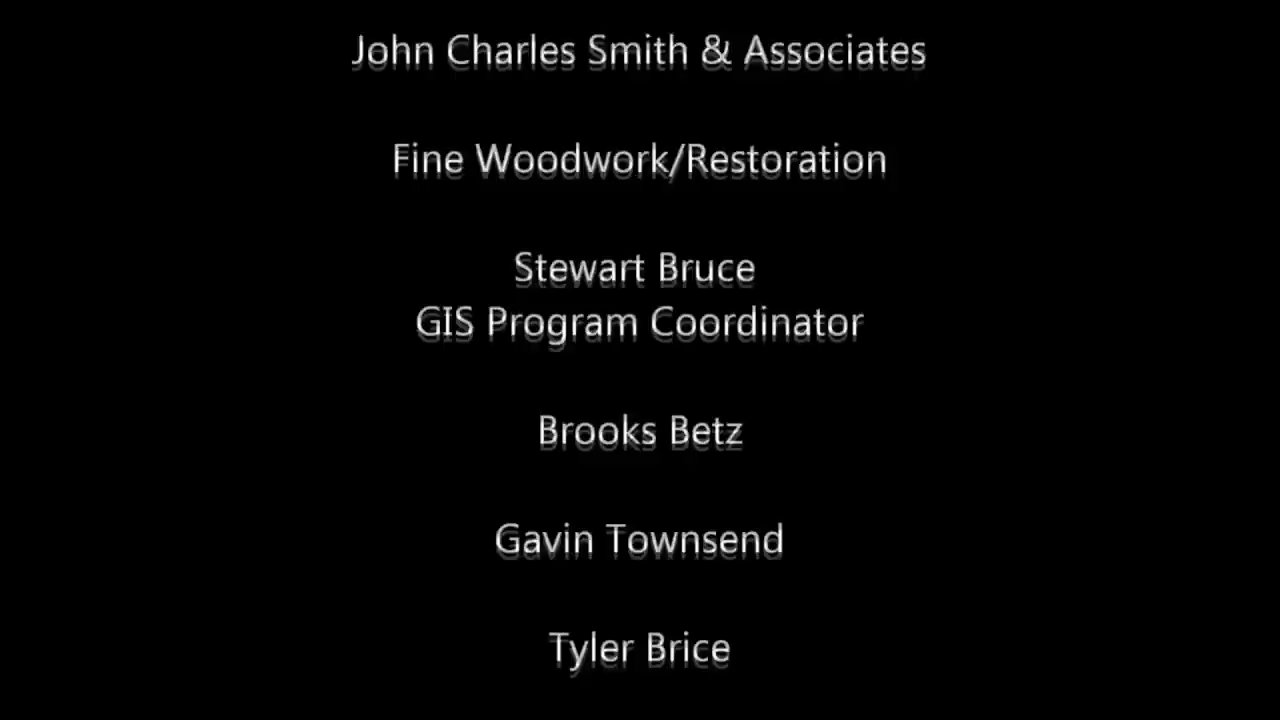 John Charles Smith & Associates
Fine Woodwork/Restoration
Stewart Bruce
GIS Program Coordinator
Brooks Betz
Gavin Townsend
Tyler Brice